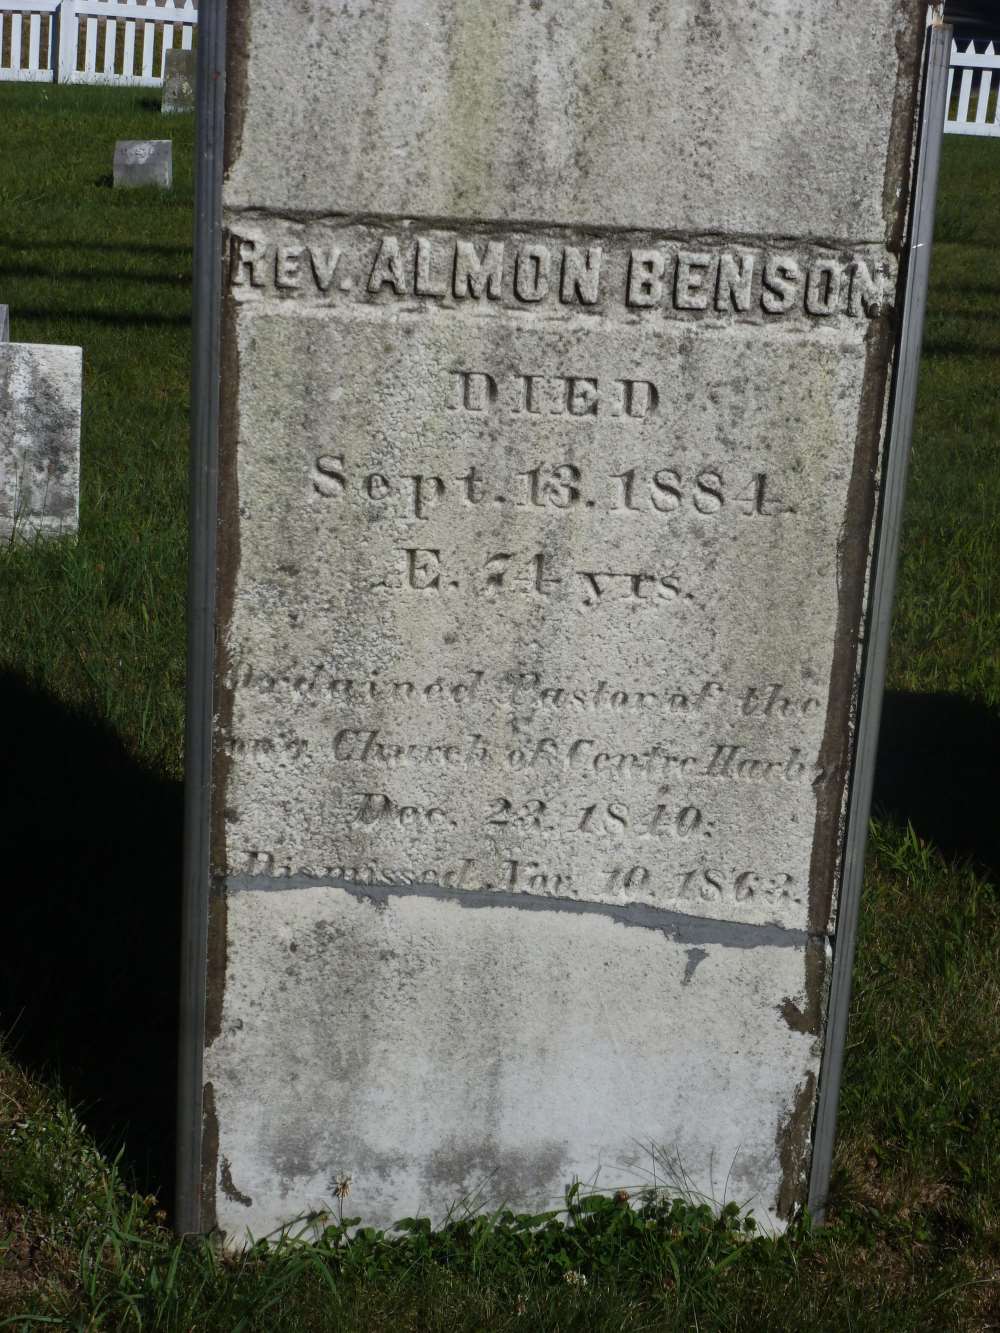 REV. ALMON BENSON
DIED
Sept. 13. 1884.
Æ. 74 yrs.
Ordained Pastor of the
Cong. Church of Centre Harbor
Dec. 23. 1840.
Dismissed Nov. 10. 1863.